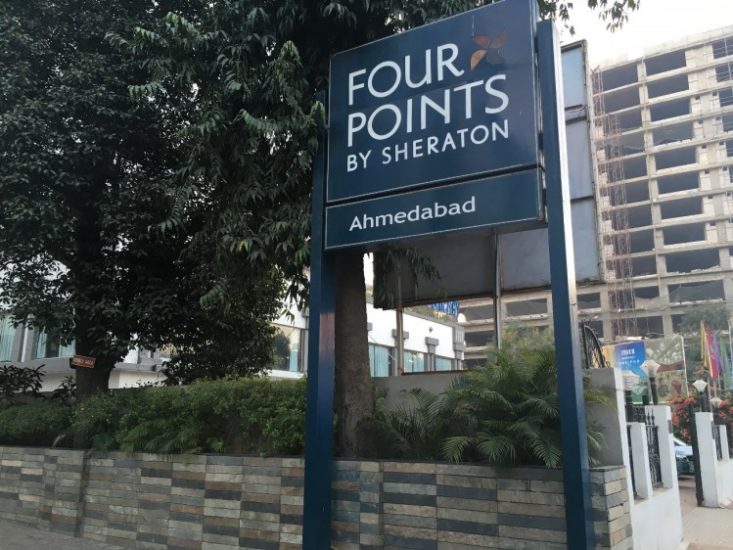 FOUR
POINTS
BY SHERATON
Ahmedabad